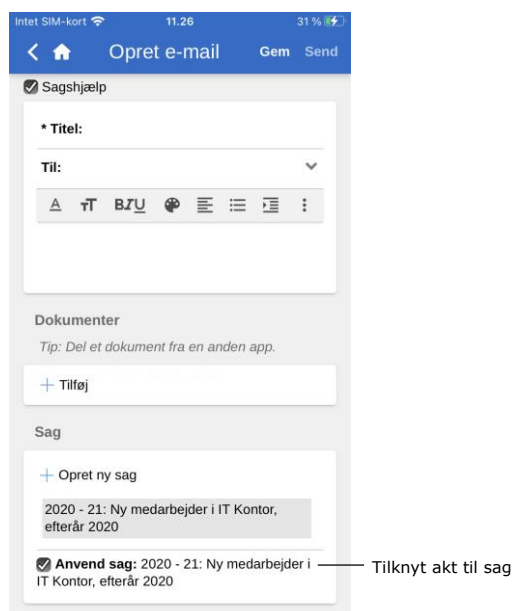 Intet SIM-kort 11.26 31 %
Opret e-mail Gem Send
Sagshjælp
* Titel:
Til:
A TT BIU
Dokumenter
Tip: Del et dokument fra en anden app.
+ Tilføj
Sag
+ Opret ny sag
2020 - 21: Ny medarbejder i IT Kontor,
efterår 2020
Anvend sag: 2020 - 21: Ny medarbejder i
IT Kontor, efterår 2020
Tilknyt akt til sag